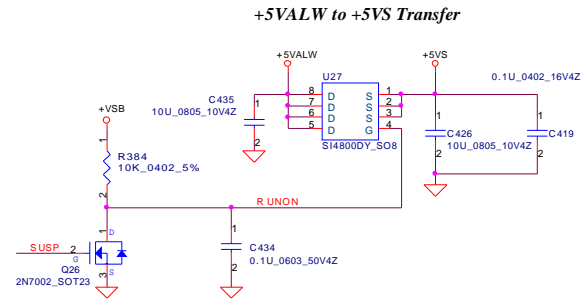 +5VALW to +5VS Transfer
+5VALW
+5VS
U27
0.1U_0402_16V4Z
+VSB
C435
10U_0805_10V4Z
1
2
8
7
6
5
D
D
D
D
S
S
S
G
1
2
3
4
SI4800DY_SO8
1
2
C426
10U_0805_10V4Z
1
2
C419
1
R384
10K_0402_5%
2
RUNON
1
D
SUSP
2
G
Q26
2N7002_SOT23
3
S
1
C434
0.1U_0603_50V4Z
2